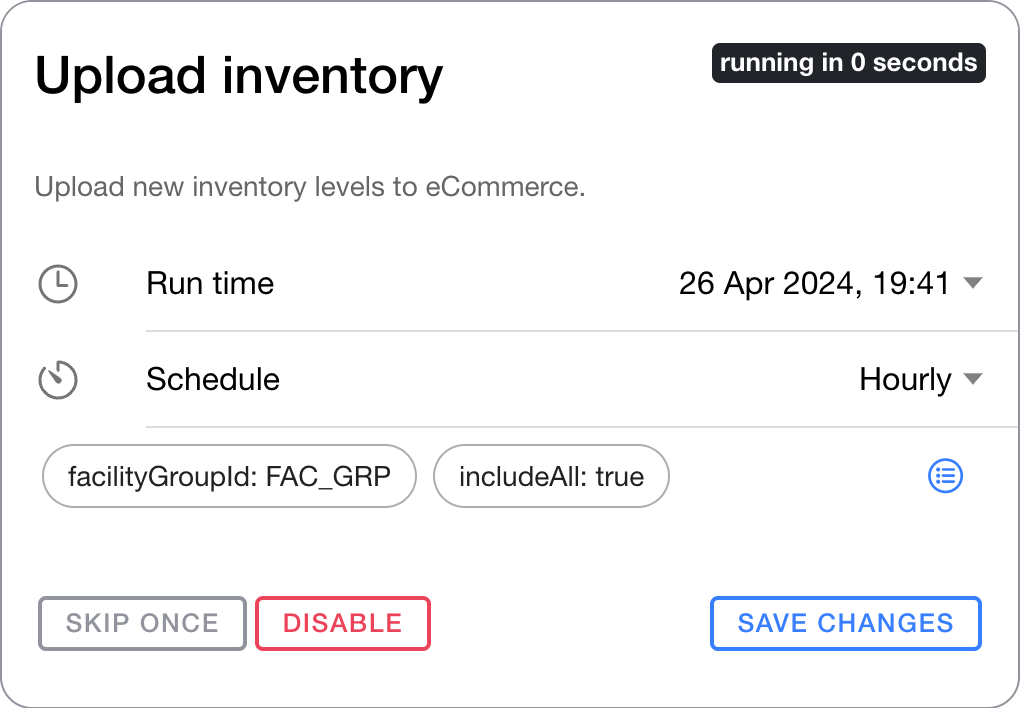 Upload inventory
running in 0 seconds
Upload new inventory levels to eCommerce.
Run time
26 Apr 2024, 19:41
Schedule
Hourly
facilityGroupId: FAC_GRP
includeAll: true
SKIP ONCE
DISABLE
SAVE CHANGES